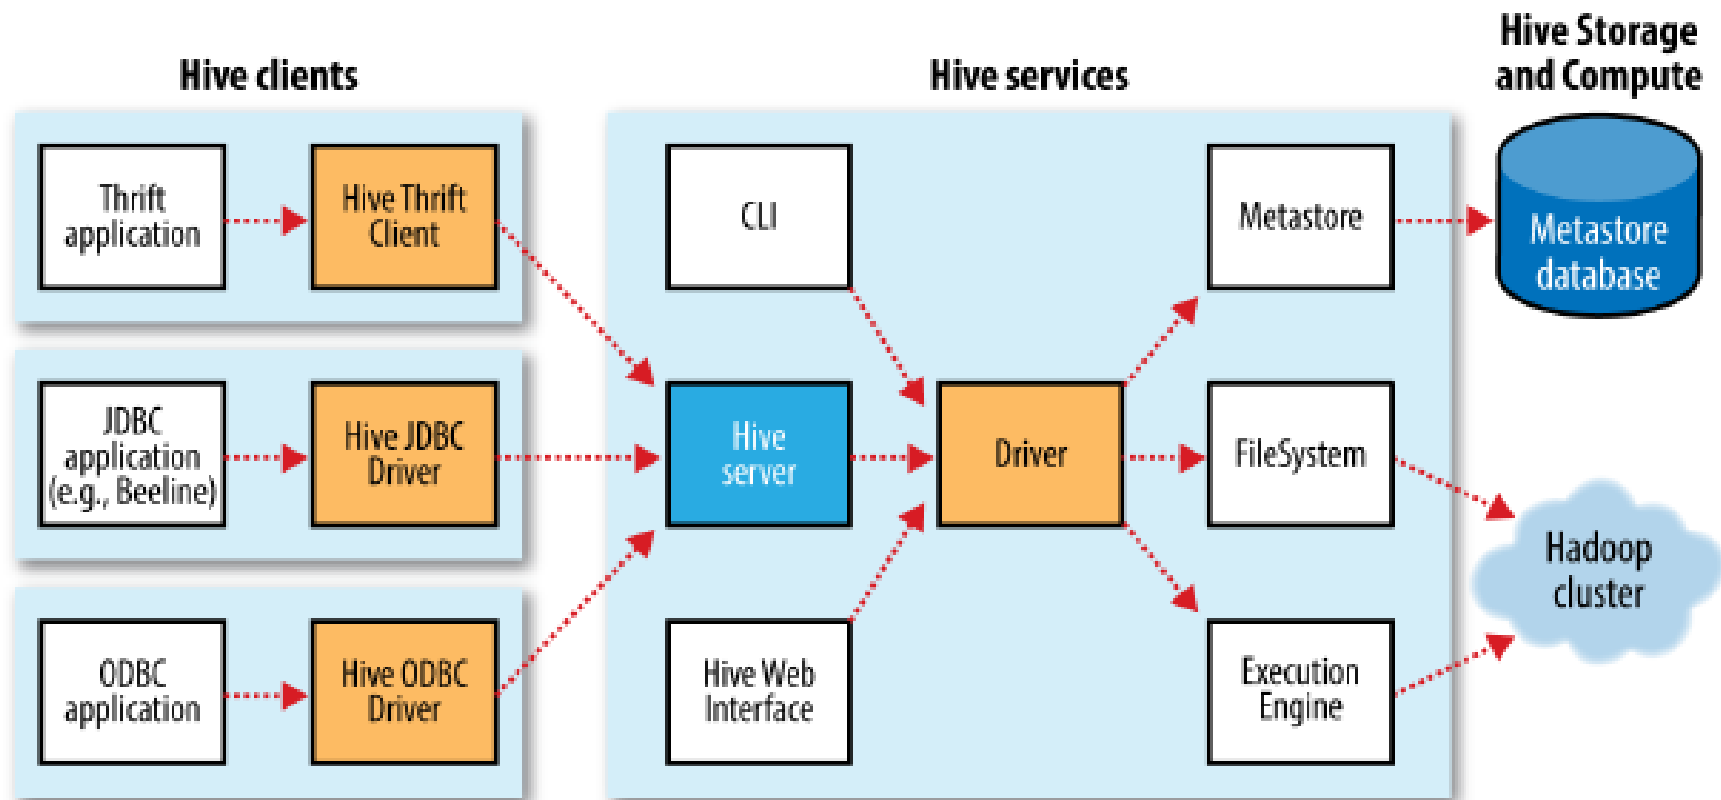 Hive clients
Hive services
Hive Storage
and Compute
Thrift
application
Hive Thrift
Client
CLI
Metastore
Metastore
database
JDBC
application
(e.g., Beeline)
Hive JDBC
Driver
Hive
server
Driver
FileSystem
Hadoop
cluster
ODBC
application
Hive ODBC
Driver
Hive Web
Interface
Execution
Engine